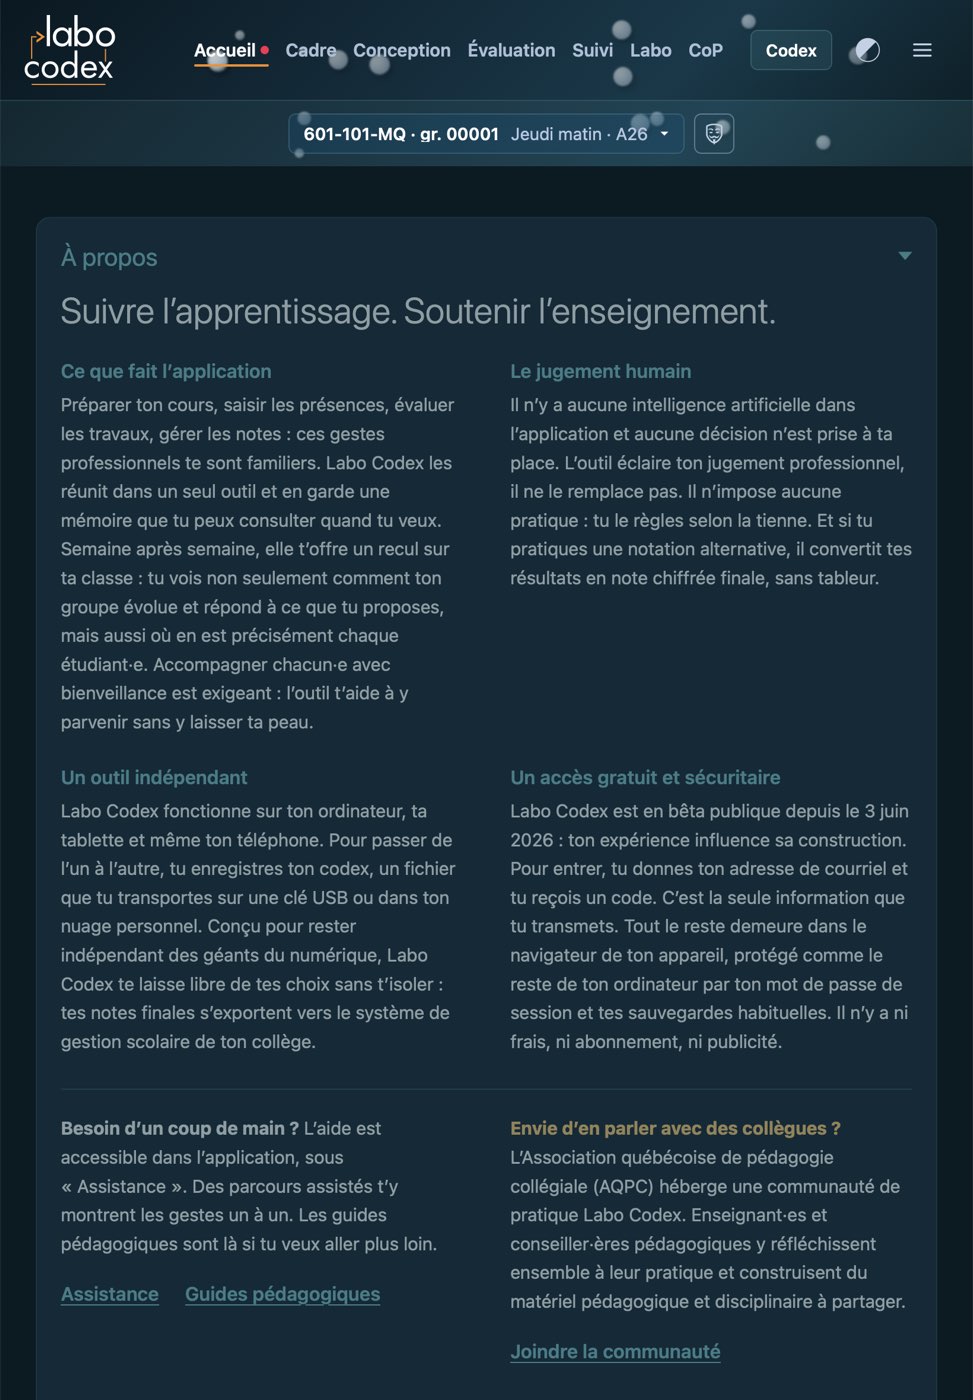 labo
codex
Accueil Cadre Conception Évaluation Suivi Labo CoP Codex
601-101-MQ · gr. 00001 Jeudi matin · A26
À propos
Suivre l’apprentissage. Soutenir l’enseignement.
Ce que fait l’application
Préparer ton cours, saisir les présences, évaluer
les travaux, gérer les notes : ces gestes
professionnels te sont familiers. Labo Codex les
réunit dans un seul outil et en garde une
mémoire que tu peux consulter quand tu veux.
Semaine après semaine, elle t’offre un recul sur
ta classe : tu vois non seulement comment ton
groupe évolue et répond à ce que tu proposes,
mais aussi où en est précisément chaque
étudiant·e. Accompagner chacun·e avec
bienveillance est exigeant : l’outil t’aide à y
parvenir sans y laisser ta peau.
Le jugement humain
Il n’y a aucune intelligence artificielle dans
l’application et aucune décision n’est prise à ta
place. L’outil éclaire ton jugement professionnel,
il ne le remplace pas. Il n’impose aucune
pratique : tu le règles selon la tienne. Et si tu
pratiques une notation alternative, il convertit tes
résultats en note chiffrée finale, sans tableur.
Un outil indépendant
Labo Codex fonctionne sur ton ordinateur, ta
tablette et même ton téléphone. Pour passer de
l’un à l’autre, tu enregistres ton codex, un fichier
que tu transportes sur une clé USB ou dans ton
nuage personnel. Conçu pour rester
indépendant des géants du numérique, Labo
Codex te laisse libre de tes choix sans t’isoler :
tes notes finales s’exportent vers le système de
gestion scolaire de ton collège.
Un accès gratuit et sécuritaire
Labo Codex est en bêta publique depuis le 3 juin
2026 : ton expérience influence sa construction.
Pour entrer, tu donnes ton adresse de courriel et
tu reçois un code. C’est la seule information que
tu transmets. Tout le reste demeure dans le
navigateur de ton appareil, protégé comme le
reste de ton ordinateur par ton mot de passe de
session et tes sauvegardes habituelles. Il n’y a ni
frais, ni abonnement, ni publicité.
Besoin d’un coup de main ? L’aide est
accessible dans l’application, sous
« Assistance ». Des parcours assistés t’y
montrent les gestes un à un. Les guides
pédagogiques sont là si tu veux aller plus loin.
Assistance Guides pédagogiques
Envie d’en parler avec des collègues ?
L’Association québécoise de pédagogie
collégiale (AQPC) héberge une communauté de
pratique Labo Codex. Enseignant·es et
conseiller·ères pédagogiques y réfléchissent
ensemble à leur pratique et construisent du
matériel pédagogique et disciplinaire à partager.
Joindre la communauté